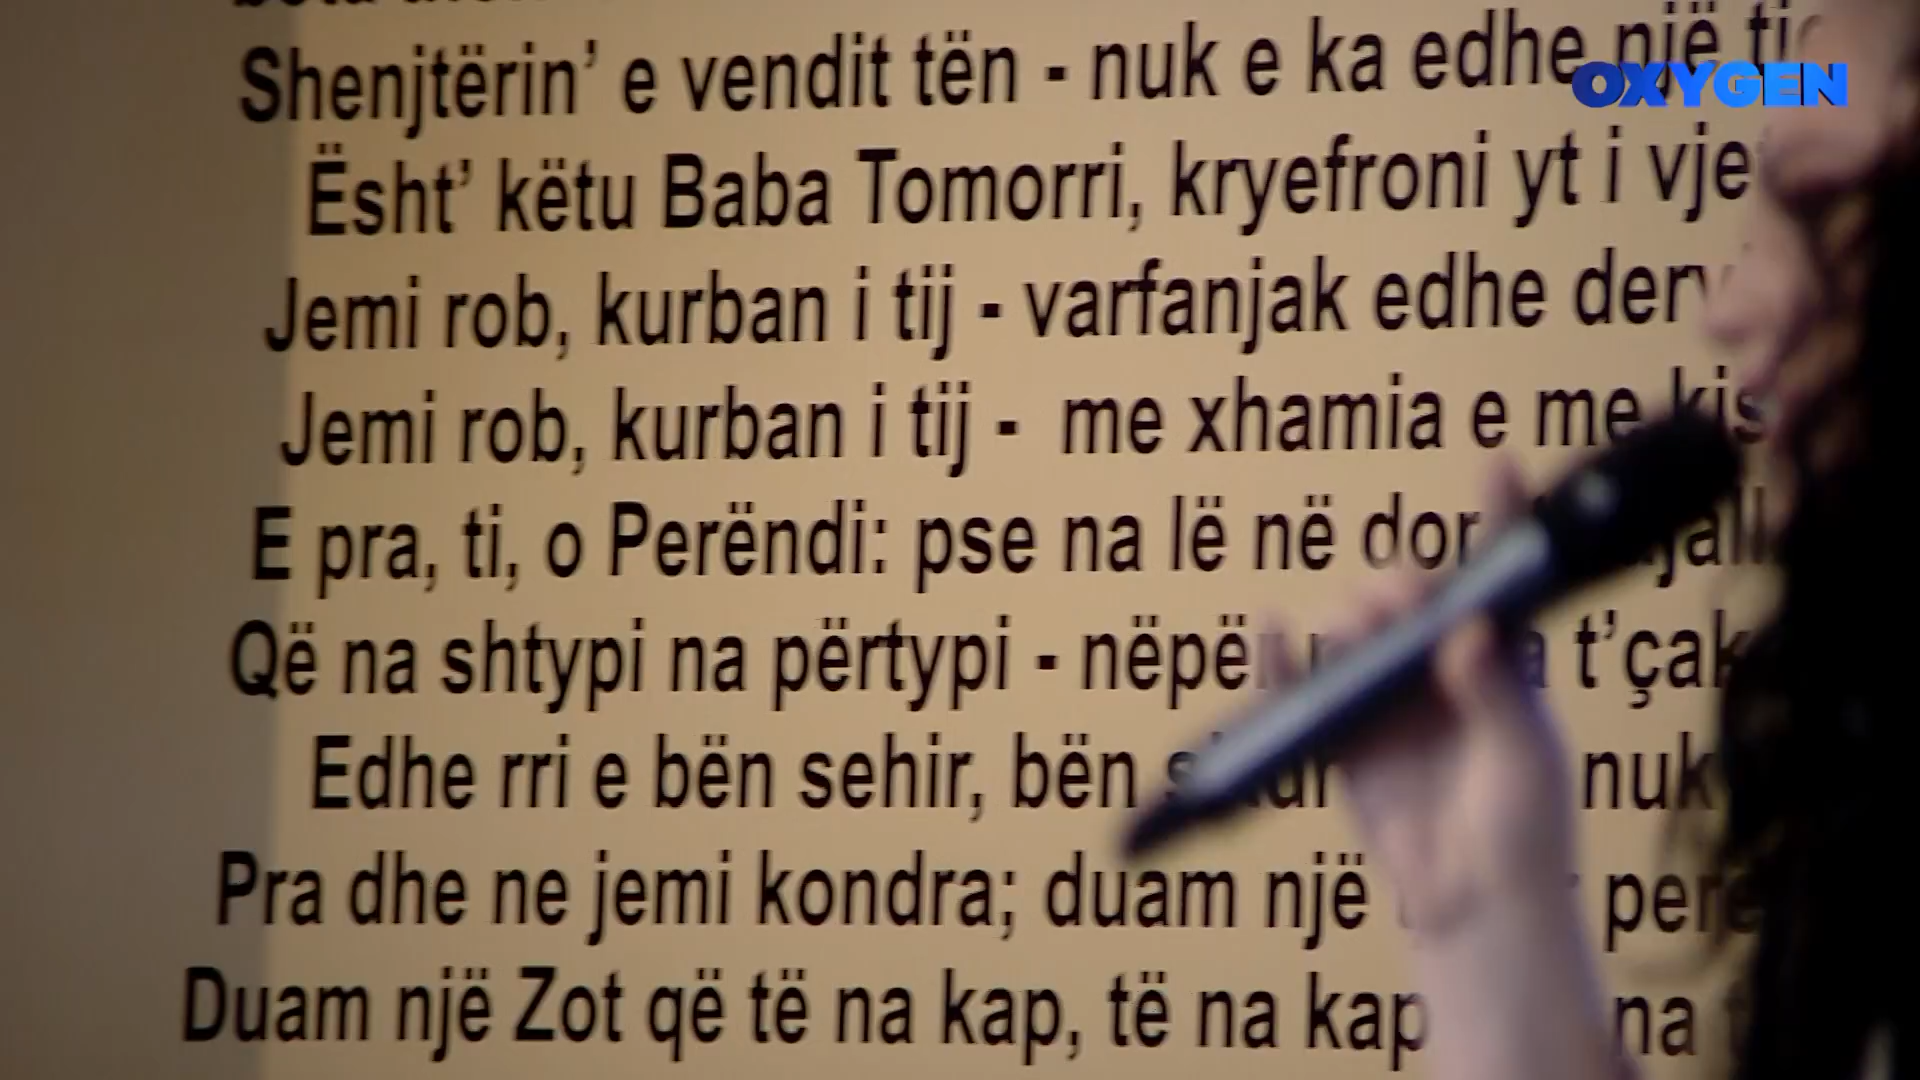 Shenjtërin’ e vendit tën - nuk e ka edhe një
OXYGEN
Ësht’ këtu Baba Tomorri, kryefroni yt i
Jemi rob, kurban i tij - varfanjak edhe
Jemi rob, kurban i tij - me xhamia e me
E pra, ti, o Perëndi: pse na lë në
Që na shtypi na përtypi -
Edhe rri e bën sehir, bën nuk
Pra dhe ne jemi kondra; duam një
Duam një Zot që të na kap, të na kap na